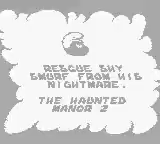 RESCUE SHY
SMURF FROM HIS
NIGHTMARE.
THE HAUNTED
MANOR 2